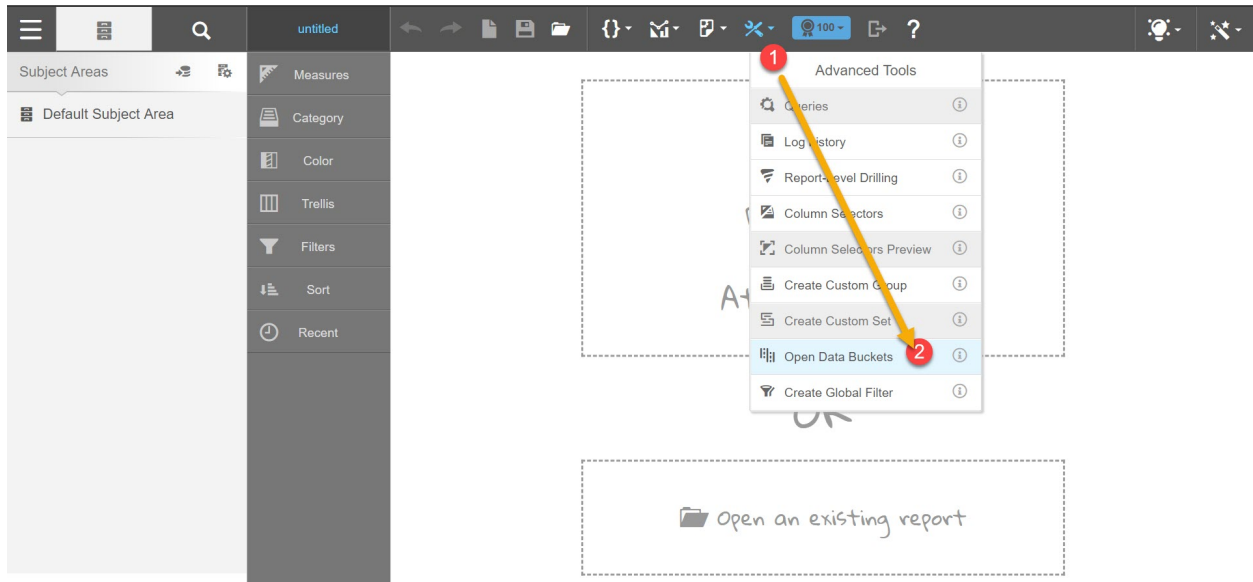 untitled
100
?
1
Subject Areas
Default Subject Area
Measures
Category
Color
Trellis
Filters
Sort
Recent
Advanced Tools
Queries
Log History
Report-Level Drilling
Column Selectors
Column Selectors Preview
Create Custom Group
Create Custom Set
Open Data Buckets
2
Create Global Filter
OR
Open an existing report